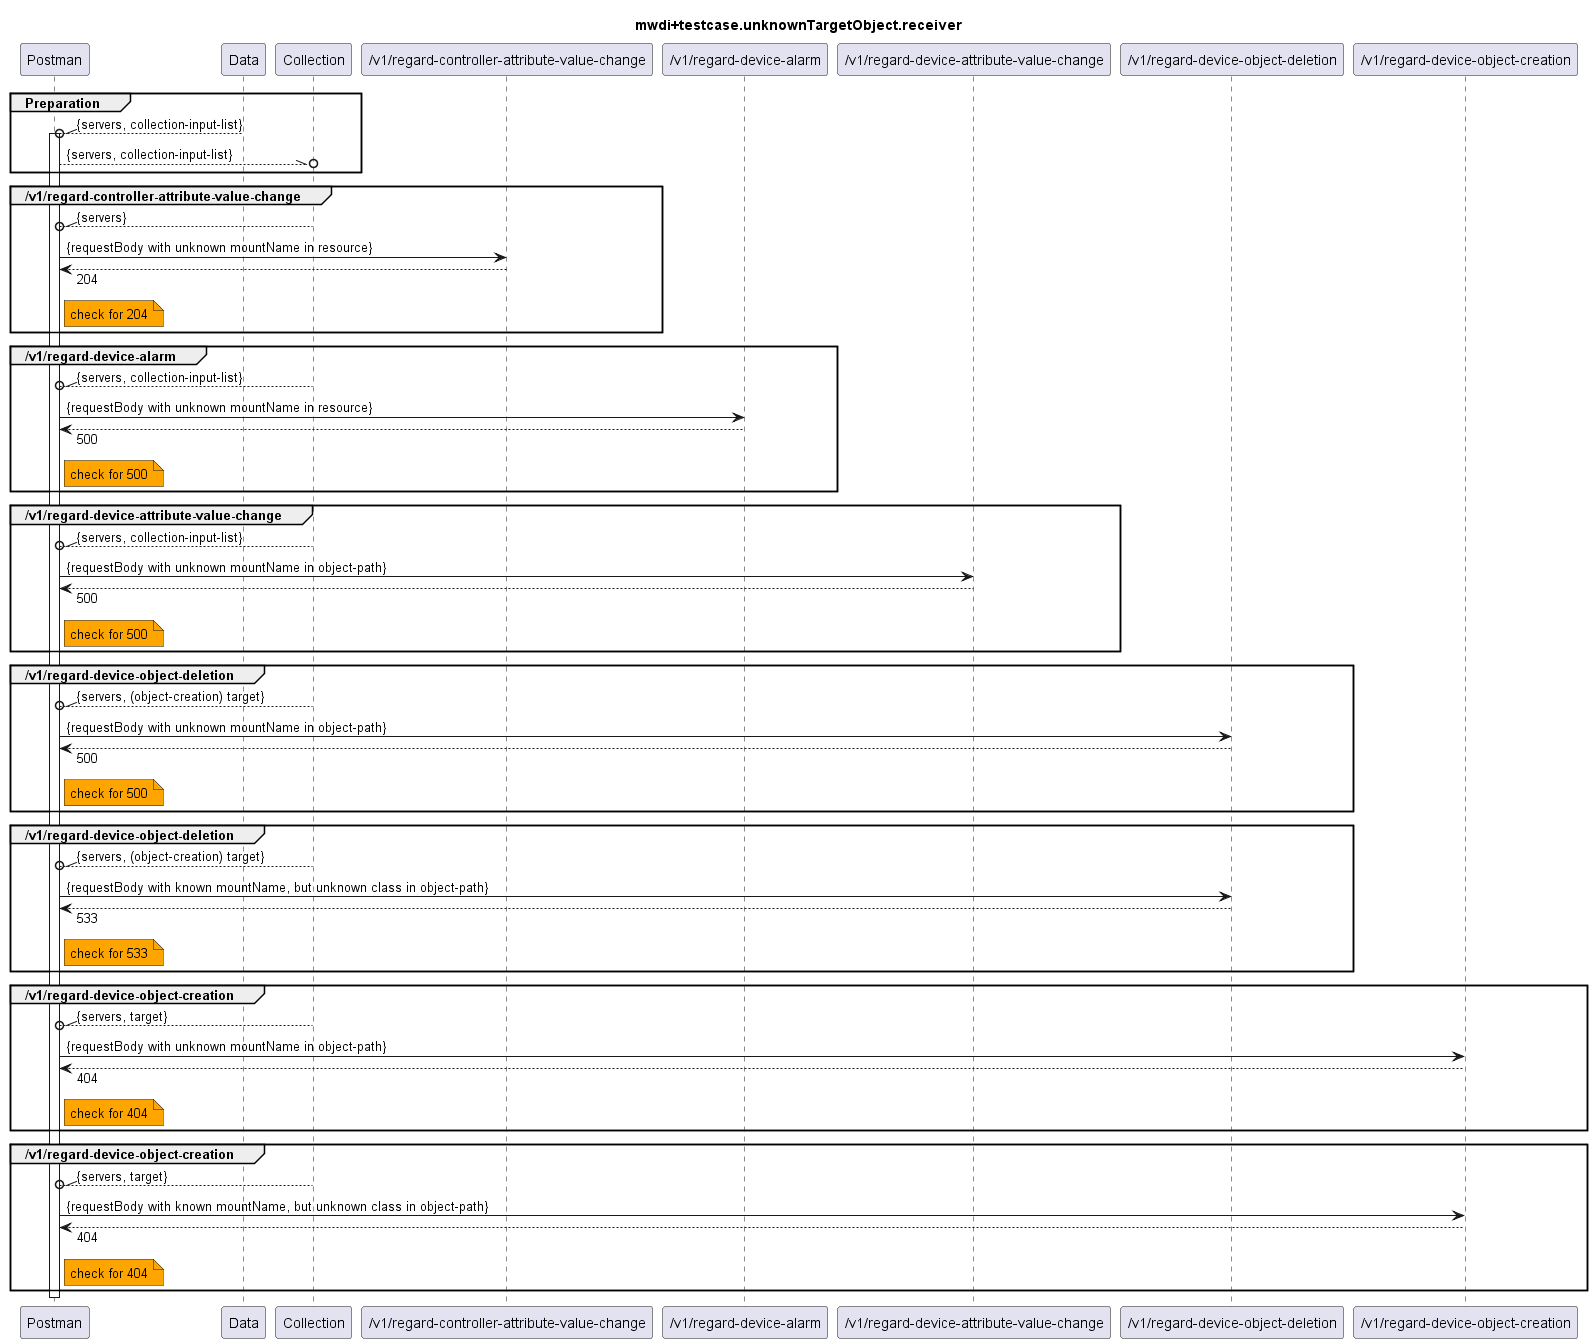 mwdi+testcase.unknownTargetObject.receiver
Postman Data Collection /v1/regard-controller-attribute-value-change /v1/regard-device-alarm /v1/regard-device-attribute-value-change /v1/regard-device-object-deletion /v1/regard-device-object-creation
Preparation
{servers, collection-input-list}
{servers, collection-input-list}
/v1/regard-controller-attribute-value-change
{servers}
{requestBody with unknown mountName in resource}
204
check for 204
/v1/regard-device-alarm
{servers, collection-input-list}
{requestBody with unknown mountName in resource}
500
check for 500
/v1/regard-device-attribute-value-change
{servers, collection-input-list}
{requestBody with unknown mountName in object-path}
500
check for 500
/v1/regard-device-object-deletion
{servers, (object-creation) target}
{requestBody with unknown mountName in object-path}
500
check for 500
/v1/regard-device-object-deletion
{servers, (object-creation) target}
{requestBody with known mountName, but unknown class in object-path}
533
check for 533
/v1/regard-device-object-creation
{servers, target}
{requestBody with unknown mountName in object-path}
404
check for 404
/v1/regard-device-object-creation
{servers, target}
{requestBody with known mountName, but unknown class in object-path}
404
check for 404
Postman Data Collection /v1/regard-controller-attribute-value-change /v1/regard-device-alarm /v1/regard-device-attribute-value-change /v1/regard-device-object-deletion /v1/regard-device-object-creation